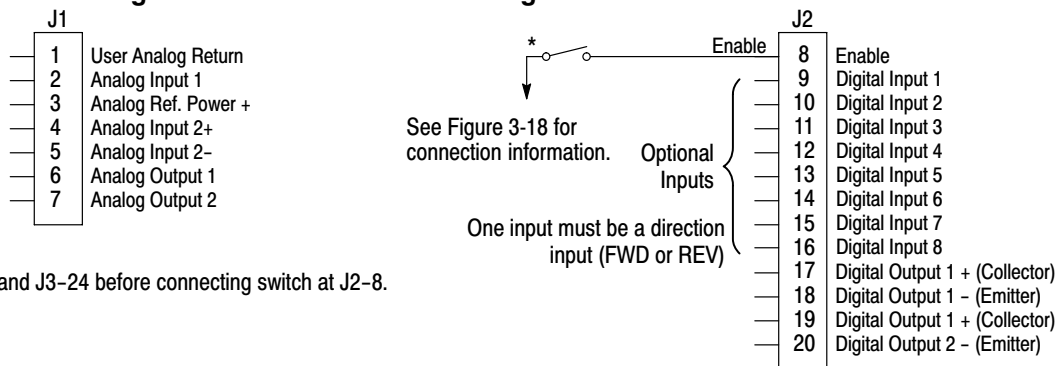 J1
1 User Analog Return
2 Analog Input 1
3 Analog Ref. Power +
4 Analog Input 2+
5 Analog Input 2-
6 Analog Output 1
7 Analog Output 2
* Enable
See Figure 3-18 for
connection information.
Optional
Inputs
One input must be a direction
input (FWD or REV)
J2
8 Enable
9 Digital Input 1
10 Digital Input 2
11 Digital Input 3
12 Digital Input 4
13 Digital Input 5
14 Digital Input 6
15 Digital Input 7
16 Digital Input 8
17 Digital Output 1 + (Collector)
18 Digital Output 1 - (Emitter)
19 Digital Output 1 + (Collector)
20 Digital Output 2 - (Emitter)
and J3-24 before connecting switch at J2-8.